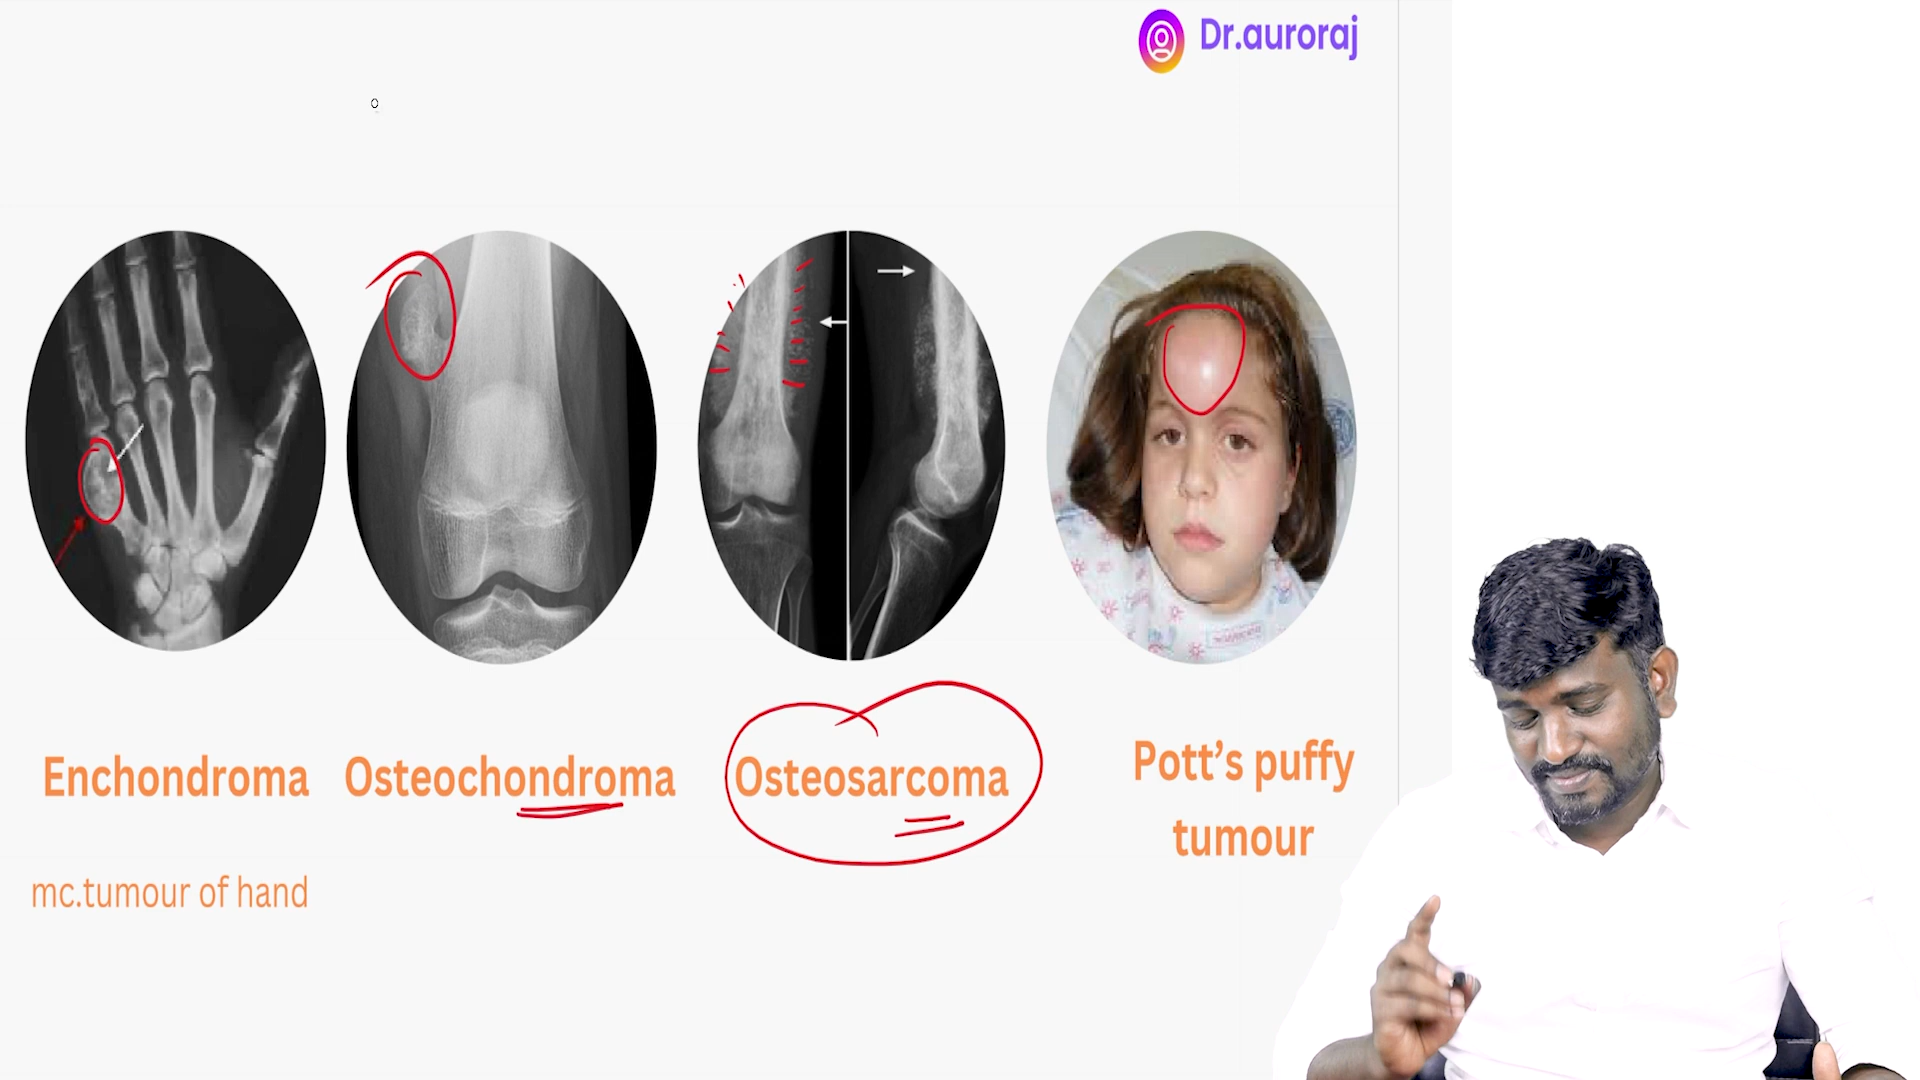 Dr.auroraj
Enchondroma
Osteochondroma
Osteosarcoma
Pott's puffy
tumour
mc.tumour of hand